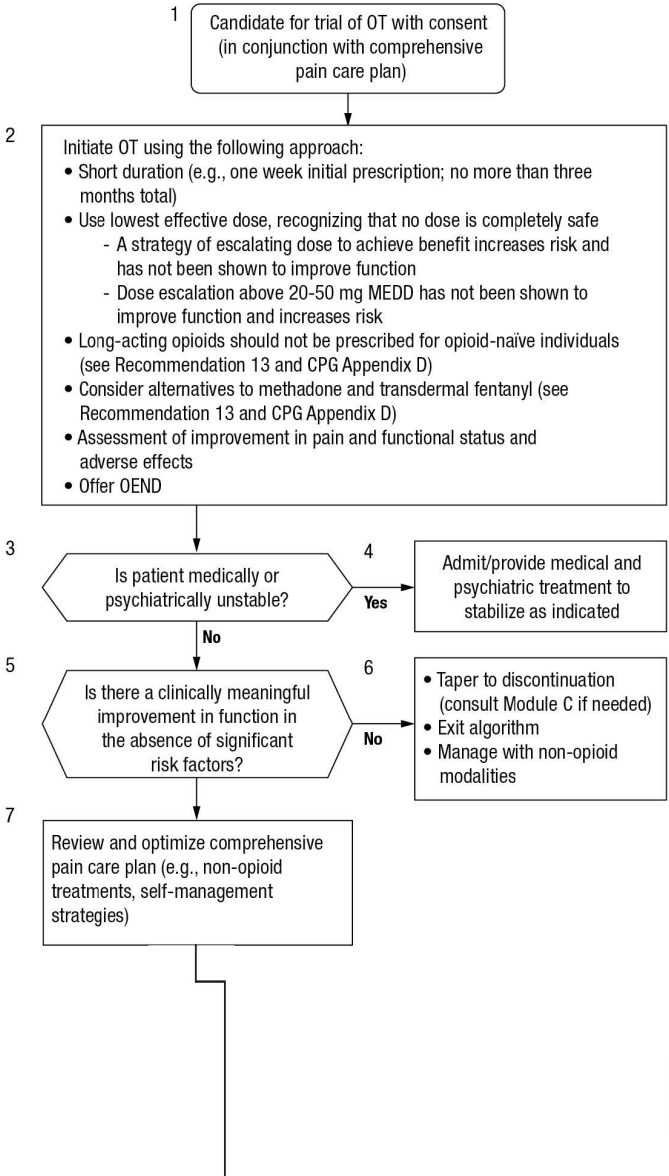 1
Candidate for trial of OT with consent
(in conjunction with comprehensive
pain care plan)
2
Initiate OT using the following approach:
• Short duration (e.g., one week initial prescription; no more than three
months total)
• Use lowest effective dose, recognizing that no dose is completely safe
- A strategy of escalating dose to achieve benefit increases risk and
has not been shown to improve function
- Dose escalation above 20-50 mg MEDD has not been shown to
improve function and increases risk
• Long-acting opioids should not be prescribed for opioid-naïve individuals
(see Recommendation 13 and CPG Appendix D)
• Consider alternatives to methadone and transdermal fentanyl (see
Recommendation 13 and CPG Appendix D)
• Assessment of improvement in pain and functional status and
adverse effects
• Offer OEND
3
Is patient medically or
psychiatrically unstable?
Yes
4
Admit/provide medical and
psychiatric treatment to
stabilize as indicated
No
5
Is there a clinically meaningful
improvement in function in
the absence of significant
risk factors?
No
6
• Taper to discontinuation
(consult Module C if needed)
• Exit algorithm
• Manage with non-opioid
modalities
7
Review and optimize comprehensive
pain care plan (e.g., non-opioid
treatments, self-management
strategies)